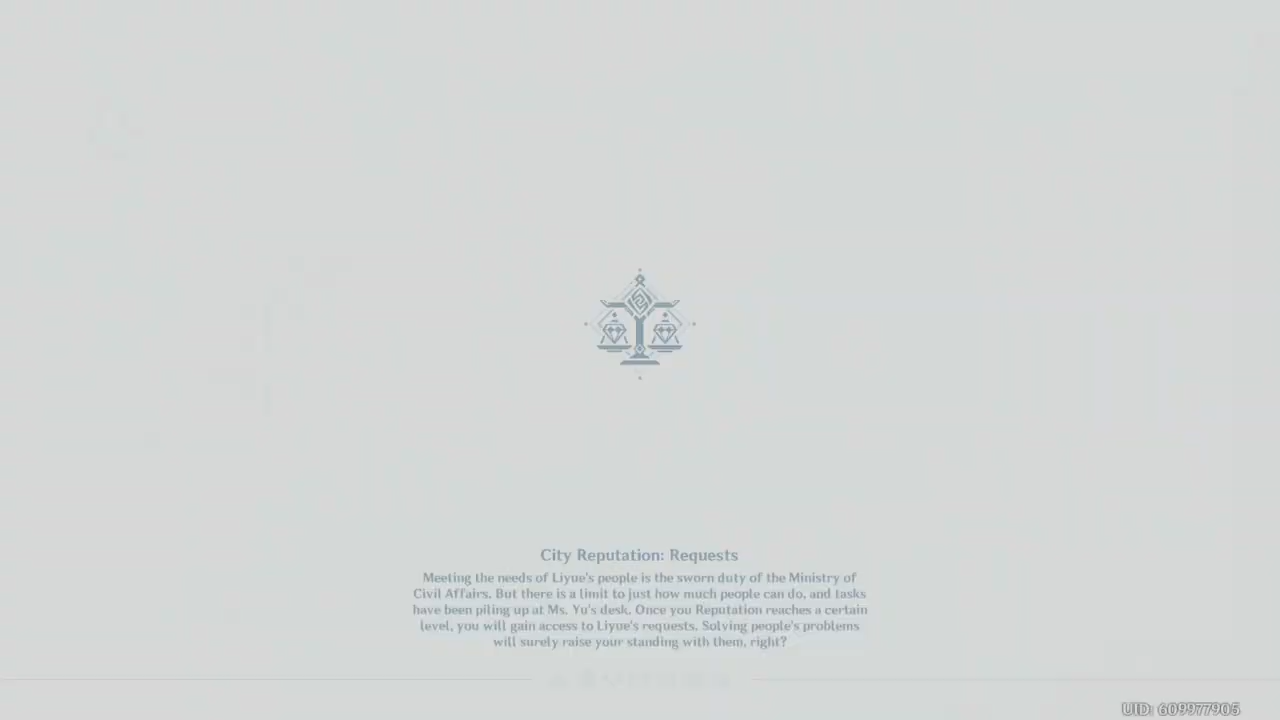 City Reputation: Requests
Meeting the needs of Liyue's people is the sworn duty of the Ministry of
Civil Affairs. But there is a limit to just how much people can do, and tasks
have been piling up at Ms. Yu's desk. Once you Reputation reaches a certain
level, you will gain access to Liyue's requests. Solving people's problems
will surely raise your standing with them, right?
UID: 609977905